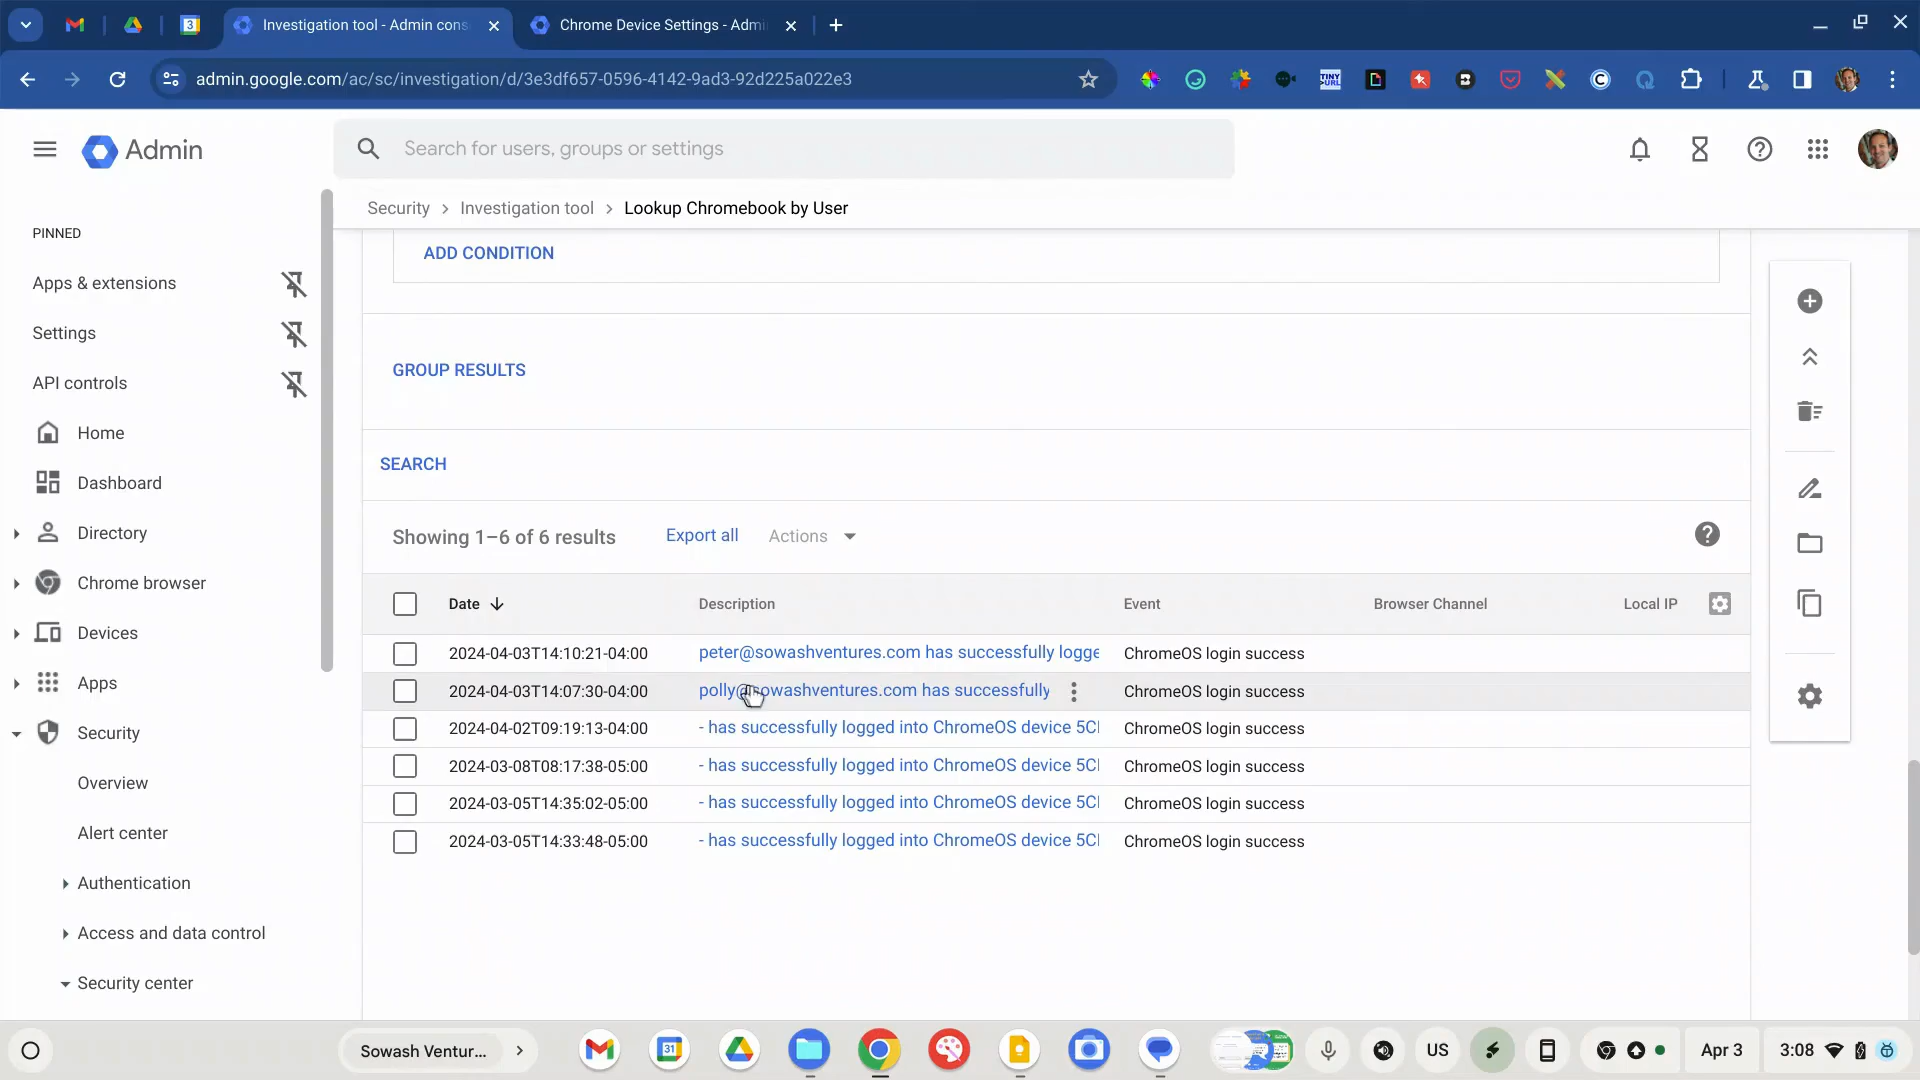 Investigation tool - Admin cons
Chrome Device Settings - Admi
admin.google.com/ac/sc/investigation/d/3e3df657-0596-4142-9ad3-92d225a022e3
Admin
Search for users, groups or settings
Security > Investigation tool > Lookup Chromebook by User
PINNED
Apps & extensions
Settings
API controls
Home
Dashboard
Directory
Chrome browser
Devices
Apps
Security
Overview
Alert center
Authentication
Access and data control
Security center
ADD CONDITION
GROUP RESULTS
SEARCH
Showing 1–6 of 6 results Export all Actions
Date Description Event Browser Channel Local IP
2024-04-03T14:10:21-04:00 peter@sowashventures.com has successfully logge ChromeOS login success
2024-04-03T14:07:30-04:00 polly@sowashventures.com has successfully ChromeOS login success
2024-04-02T09:19:13-04:00 - has successfully logged into ChromeOS device 5C ChromeOS login success
2024-03-08T08:17:38-05:00 - has successfully logged into ChromeOS device 5C ChromeOS login success
2024-03-05T14:35:02-05:00 - has successfully logged into ChromeOS device 5C ChromeOS login success
2024-03-05T14:33:48-05:00 - has successfully logged into ChromeOS device 5C ChromeOS login success
Sowash Ventur... US Apr 3 3:08